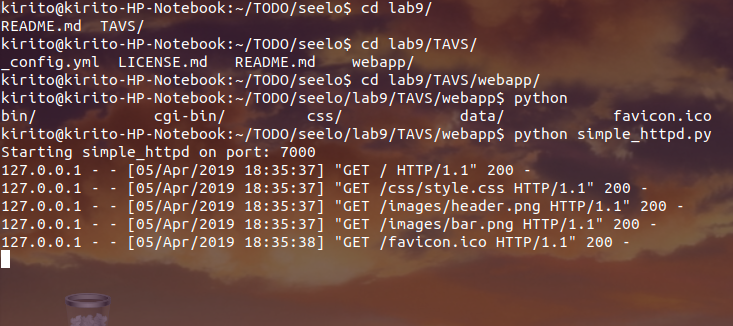 kirito@kirito-HP-Notebook:~/TODO/seelo$ cd lab9/
README.md  TAVS/
kirito@kirito-HP-Notebook:~/TODO/seelo$ cd lab9/TAVS/
_config.yml  LICENSE.md   README.md    webapp/
kirito@kirito-HP-Notebook:~/TODO/seelo$ cd lab9/TAVS/webapp/
kirito@kirito-HP-Notebook:~/TODO/seelo/lab9/TAVS/webapp$ python
bin/            cgi-bin/        css/            data/           favicon.ico
kirito@kirito-HP-Notebook:~/TODO/seelo/lab9/TAVS/webapp$ python simple_httpd.py
Starting simple_httpd on port: 7000
127.0.0.1 - - [05/Apr/2019 18:35:37] "GET / HTTP/1.1" 200 -
127.0.0.1 - - [05/Apr/2019 18:35:37] "GET /css/style.css HTTP/1.1" 200 -
127.0.0.1 - - [05/Apr/2019 18:35:37] "GET /images/header.png HTTP/1.1" 200 -
127.0.0.1 - - [05/Apr/2019 18:35:37] "GET /images/bar.png HTTP/1.1" 200 -
127.0.0.1 - - [05/Apr/2019 18:35:38] "GET /favicon.ico HTTP/1.1" 200 -